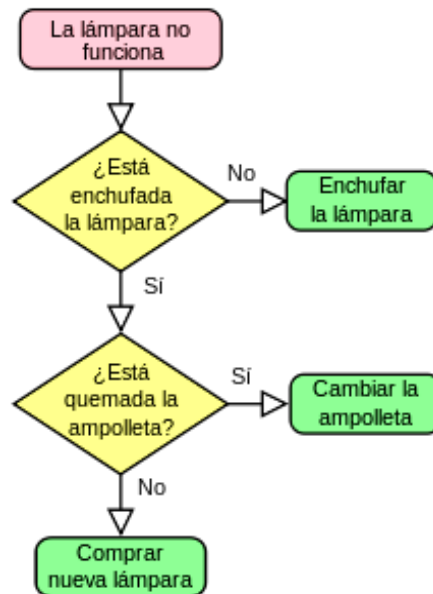 La lámpara no
funciona
¿Está
enchufada
la lámpara?
No
Enchufar
la lámpara
Sí
¿Está
quemada la
ampolleta?
Sí
Cambiar la
ampolleta
No
Comprar
nueva lámpara